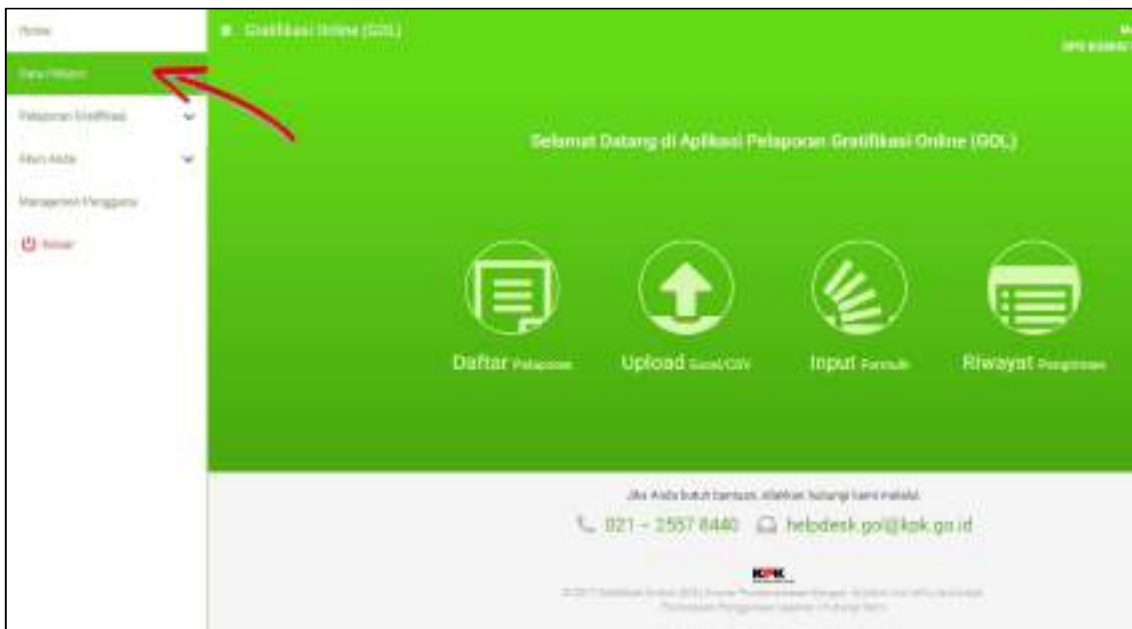 Home
Data Pelapor
Pelaporan Gratifikasi
Akun Anda
Manajemen Pengguna
Keluar
Gratifikasi Online (GOL)
Selamat Datang di Aplikasi Pelaporan Gratifikasi Online (GOL)
Daftar Pelaporan
Upload Excel/CSV
Input Formulir
Riwayat Pengiriman
Jika Anda butuh bantuan, silahkan hubungi kami melalui
021 - 2557 8440
helpdesk.gol@kpk.go.id
KPK